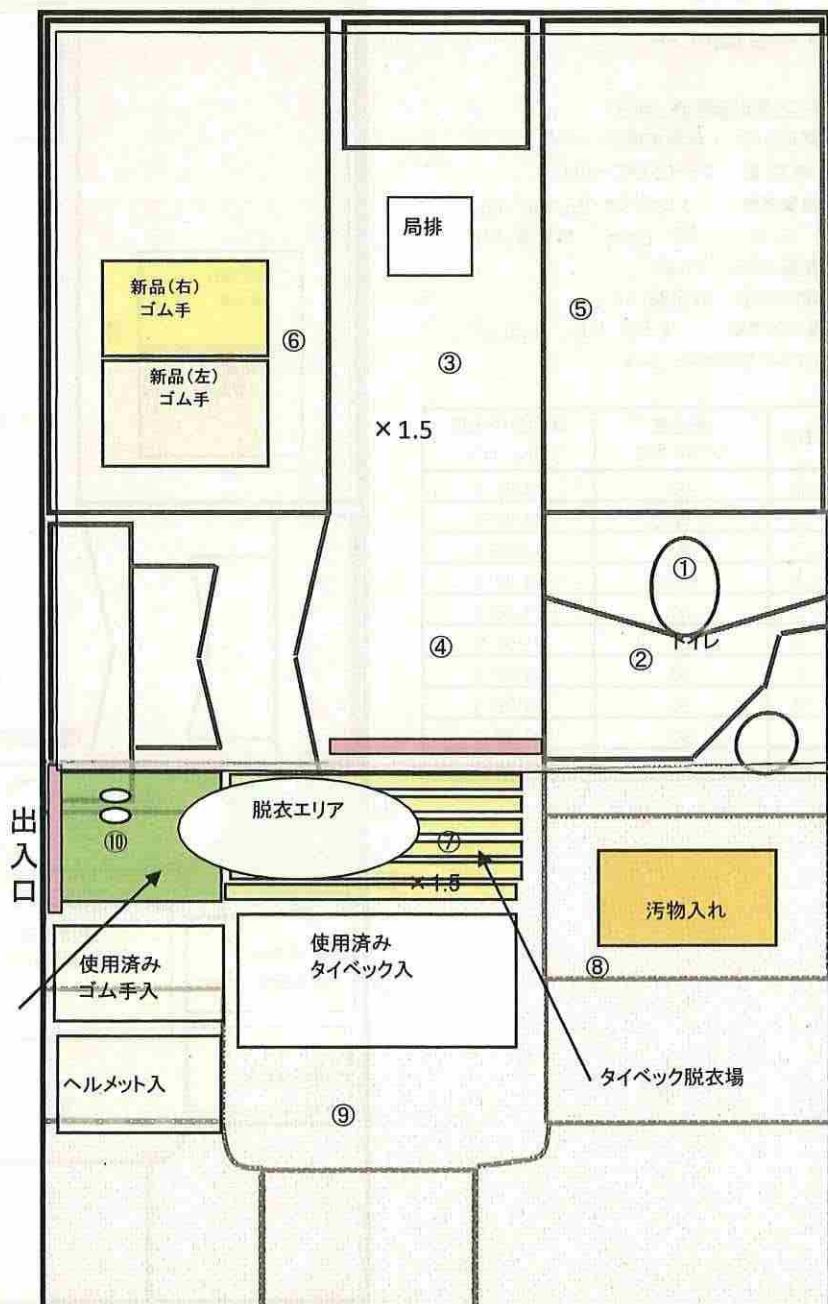 局排
新品(右)
ゴム手
⑥
⑤
③
新品(左)
ゴム手
×1.5
①
トイレ
④
②
出入口
脱衣エリア
⑩
⑦
×1.5
汚物入れ
使用済み
ゴム手入
使用済み
タイベック入
⑧
ヘルメット入
タイベック脱衣場
⑨